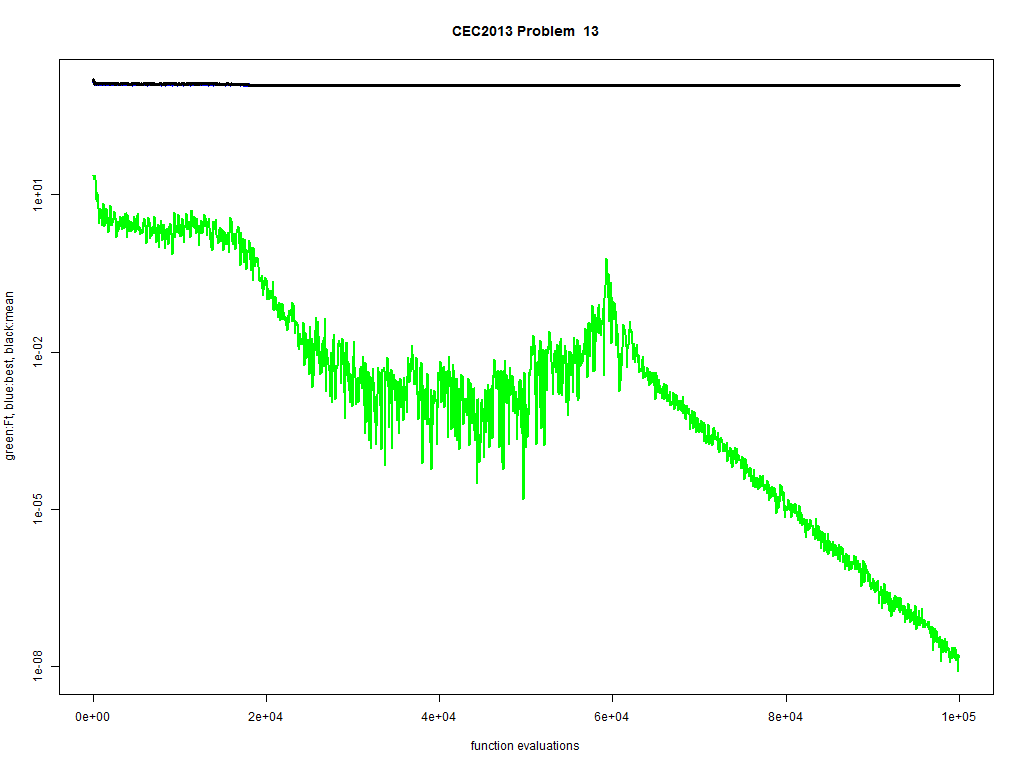 CEC2013 Problem  13
green:Ft, blue:best, black:mean
1e+01
1e-02
1e-05
1e-08
0e+00 2e+04 4e+04 6e+04 8e+04 1e+05
function evaluations